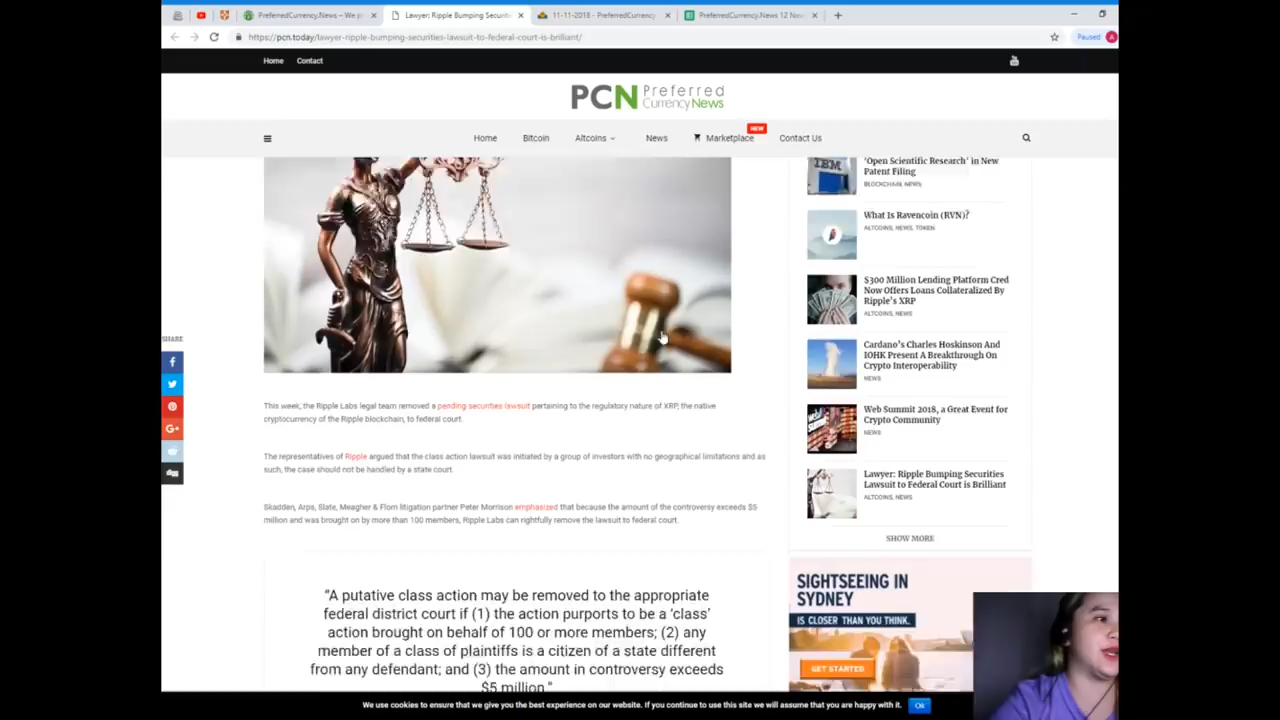 PreferredCurrency.News – We p
Lawyer: Ripple Bumping Securiti
11-11-2018 - PreferredCurrency
PreferredCurrency.News 12 Nov
https://pcn.today/lawyer-ripple-bumping-securities-lawsuit-to-federal-court-is-brilliant/
Paused
A
Home Contact
PCN Preferred
CurrencyNews
NEW
Home Bitcoin Altcoins News Marketplace Contact Us
IBM
'Open Scientific Research' in New
Patent Filing
BLOCKCHAIN, NEWS
What Is Ravencoin (RVN)?
ALTCOINS, NEWS, TOKEN
$300 Million Lending Platform Cred
Now Offers Loans Collateralized By
Ripple's XRP
ALTCOINS, NEWS
Cardano's Charles Hoskinson And
IOHK Present A Breakthrough On
Crypto Interoperability
NEWS
Web Summit 2018, a Great Event for
Crypto Community
NEWS
Lawyer: Ripple Bumping Securities
Lawsuit to Federal Court is Brilliant
ALTCOINS, NEWS
SHOW MORE
SHARE
This week, the Ripple Labs legal team removed a pending securities lawsuit pertaining to the regulatory nature of XRP, the native
cryptocurrency of the Ripple blockchain, to federal court.
The representatives of Ripple argued that the class action lawsuit was initiated by a group of investors with no geographical limitations and as
such, the case should not be handled by a state court.
Skadden, Arps, Slate, Meagher & Flom litigation partner Peter Morrison emphasized that because the amount of the controversy exceeds $5
million and was brought on by more than 100 members, Ripple Labs can rightfully remove the lawsuit to federal court.
“A putative class action may be removed to the appropriate
federal district court if (1) the action purports to be a ‘class’
action brought on behalf of 100 or more members; (2) any
member of a class of plaintiffs is a citizen of a state different
from any defendant; and (3) the amount in controversy exceeds
$5 million.”
SIGHTSEEING IN
SYDNEY
IS CLOSER THAN YOU THINK.
GET STARTED
We use cookies to ensure that we give you the best experience on our website. If you continue to use this site we will assume that you are happy with it. Ok